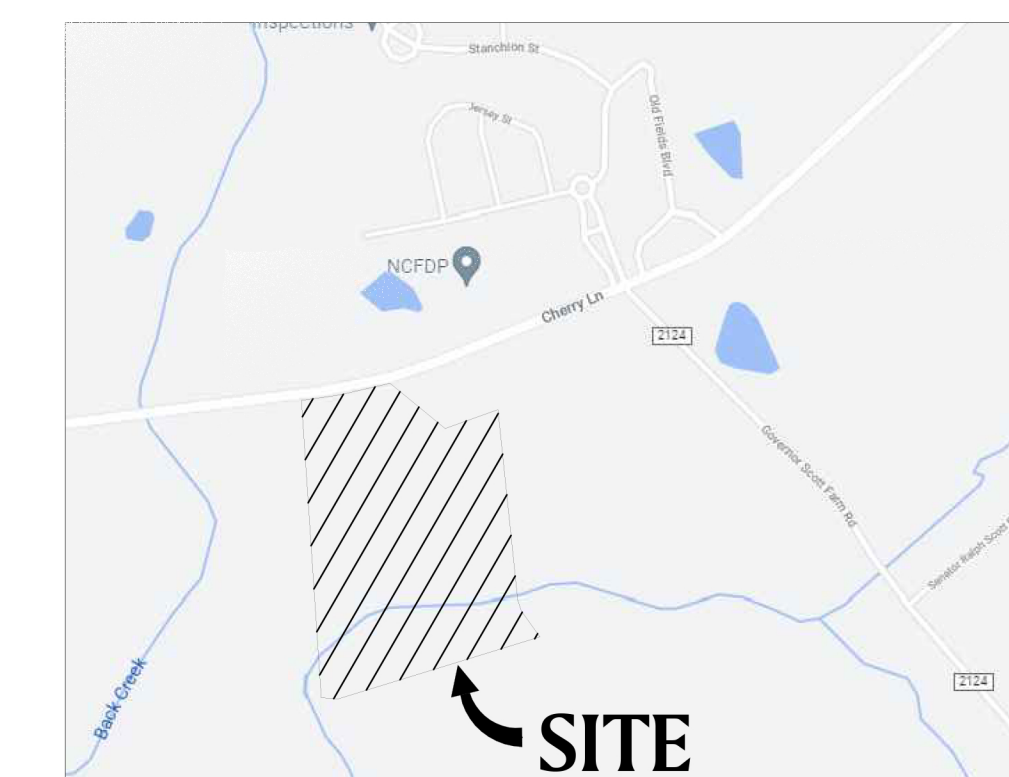 Inspections
Stanchion St
Jersey St
Old Fields Blvd
NCFDP
Cherry Ln
2124
Governor Scott Farm Rd
Senator Ralph Scott
2124
Back Creek
SITE